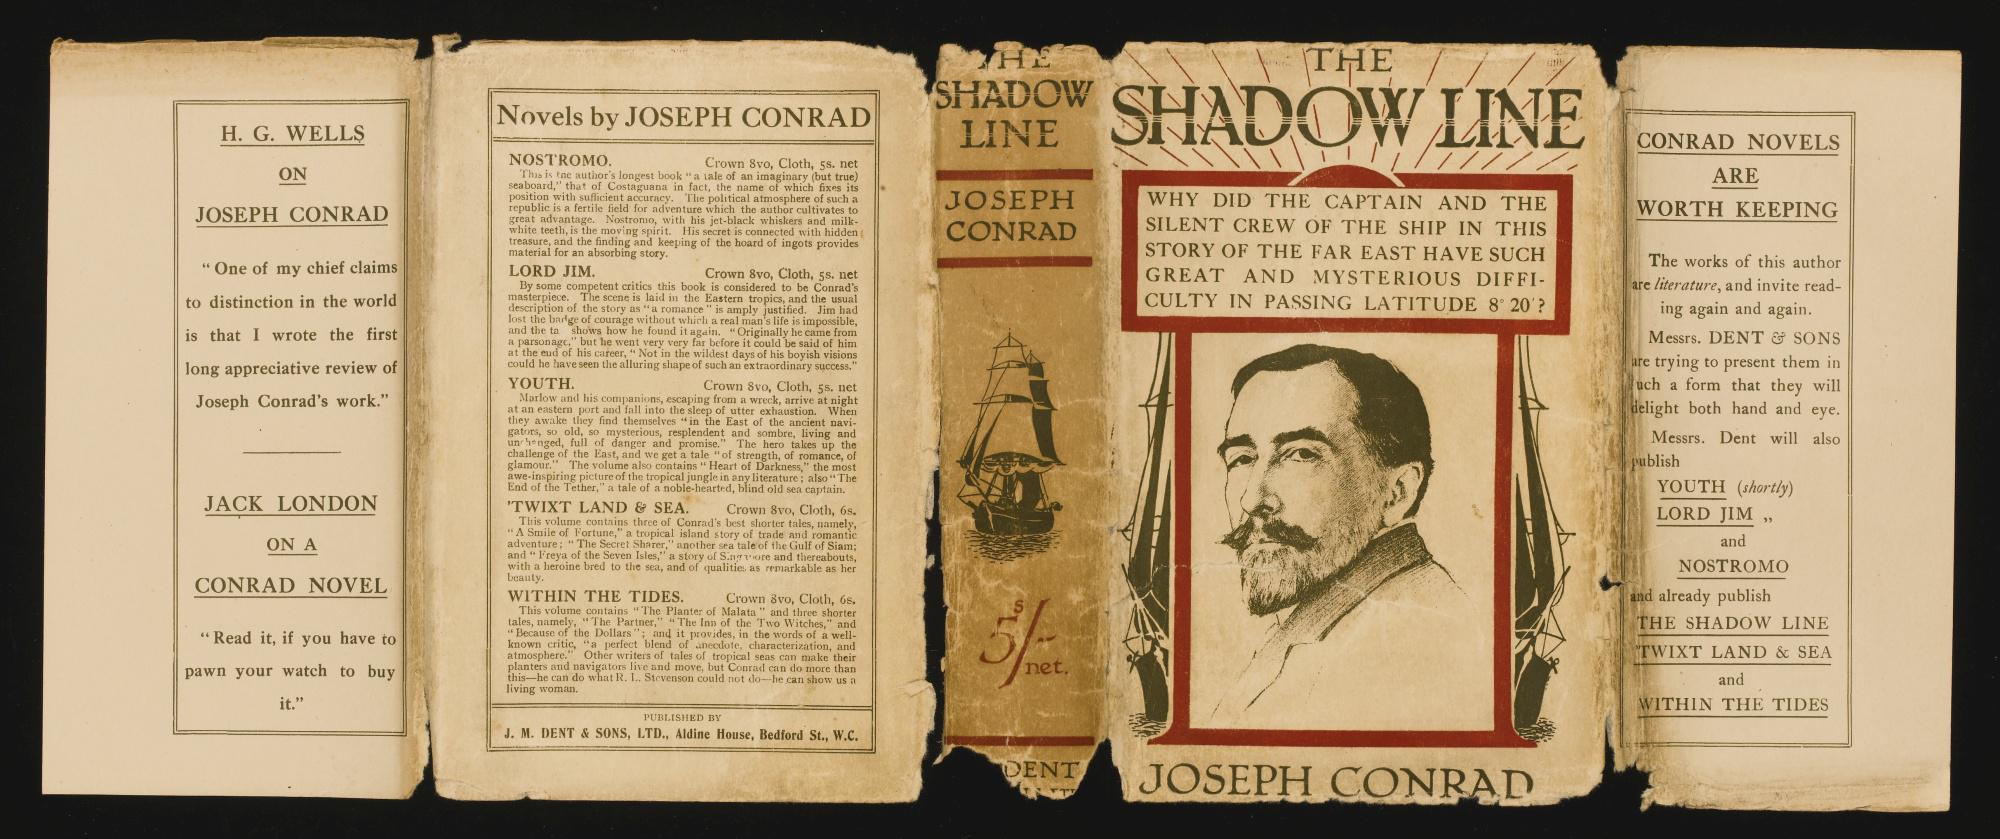 H. G. WELLS
ON
JOSEPH CONRAD
"One of my chief claims
to distinction in the world
is that I wrote the first
long appreciative review of
Joseph Conrad's work."
JACK LONDON
ON A
CONRAD NOVEL
"Read it, if you have to
pawn your watch to buy
it."
Novels by JOSEPH CONRAD
NOSTROMO. Crown 8vo, Cloth, 5s. net
This is the author's longest book "a tale of an imaginary (but true)
seaboard," that of Costaguana in fact, the name of which fixes its
position with sufficient accuracy. The political atmosphere of such a
republic is a fertile field for adventure which the author cultivates to
great advantage. Nostromo, with his jet-black whiskers and milk-
white teeth, is the moving spirit. His secret is connected with hidden
treasure, and the finding and keeping of the hoard of ingots provides
material for an absorbing story.
LORD JIM. Crown 8vo, Cloth, 5s. net
By some competent critics this book is considered to be Conrad's
masterpiece. The scene is laid in the Eastern tropics, and the usual
description of the story as "a romance" is amply justified. Jim had
lost the badge of courage without which a real man's life is impossible,
and the ta shows how he found it again. "Originally he came from
a parsonage," but he went very very far before it could be said of him
at the end of his career, "Not in the wildest days of his boyish visions
could he have seen the alluring shape of such an extraordinary success."
YOUTH. Crown 8vo, Cloth, 5s. net
Marlow and his companions, escaping from a wreck, arrive at night
at an eastern port and fall into the sleep of utter exhaustion. When
they awake they find themselves "in the East of the ancient navi-
gators, so old, so mysterious, resplendent and sombre, living and
unchanged, full of danger and promise." The hero takes up the
challenge of the East, and we get a tale "of strength, of romance, of
glamour." The volume also contains "Heart of Darkness," the most
awe-inspiring picture of the tropical jungle in any literature; also "The
End of the Tether," a tale of a noble-hearted, blind old sea captain.
'TWIXT LAND & SEA. Crown 8vo, Cloth, 6s.
This volume contains three of Conrad's best shorter tales, namely,
"A Smile of Fortune," a tropical island story of trade and romantic
adventure; "The Secret Sharer," another sea tale of the Gulf of Siam;
and "Freya of the Seven Isles," a story of Singapore and thereabouts,
with a heroine bred to the sea, and of qualities as remarkable as her
beauty.
WITHIN THE TIDES. Crown 8vo, Cloth, 6s.
This volume contains "The Planter of Malata" and three shorter
tales, namely, "The Partner," "The Inn of the Two Witches," and
"Because of the Dollars"; and it provides, in the words of a well-
known critic, "a perfect blend of anecdote, characterization, and
atmosphere." Other writers of tales of tropical seas can make their
planters and navigators live and move, but Conrad can do more than
this—he can do what R. L. Stevenson could not do—he can show us a
living woman.
PUBLISHED BY
J. M. DENT & SONS, LTD., Aldine House, Bedford St., W.C.
THE
SHADOW
LINE
JOSEPH
CONRAD
5s/-
net.
DENT
THE
SHADOW LINE
WHY DID THE CAPTAIN AND THE
SILENT CREW OF THE SHIP IN THIS
STORY OF THE FAR EAST HAVE SUCH
GREAT AND MYSTERIOUS DIFFI-
CULTY IN PASSING LATITUDE 8° 20'?
JOSEPH CONRAD
CONRAD NOVELS
ARE
WORTH KEEPING
The works of this author
are literature, and invite read-
ing again and again.
Messrs. DENT & SONS
are trying to present them in
such a form that they will
delight both hand and eye.
Messrs. Dent will also
publish
YOUTH (shortly)
LORD JIM „
and
NOSTROMO
and already publish
THE SHADOW LINE
'TWIXT LAND & SEA
and
WITHIN THE TIDES